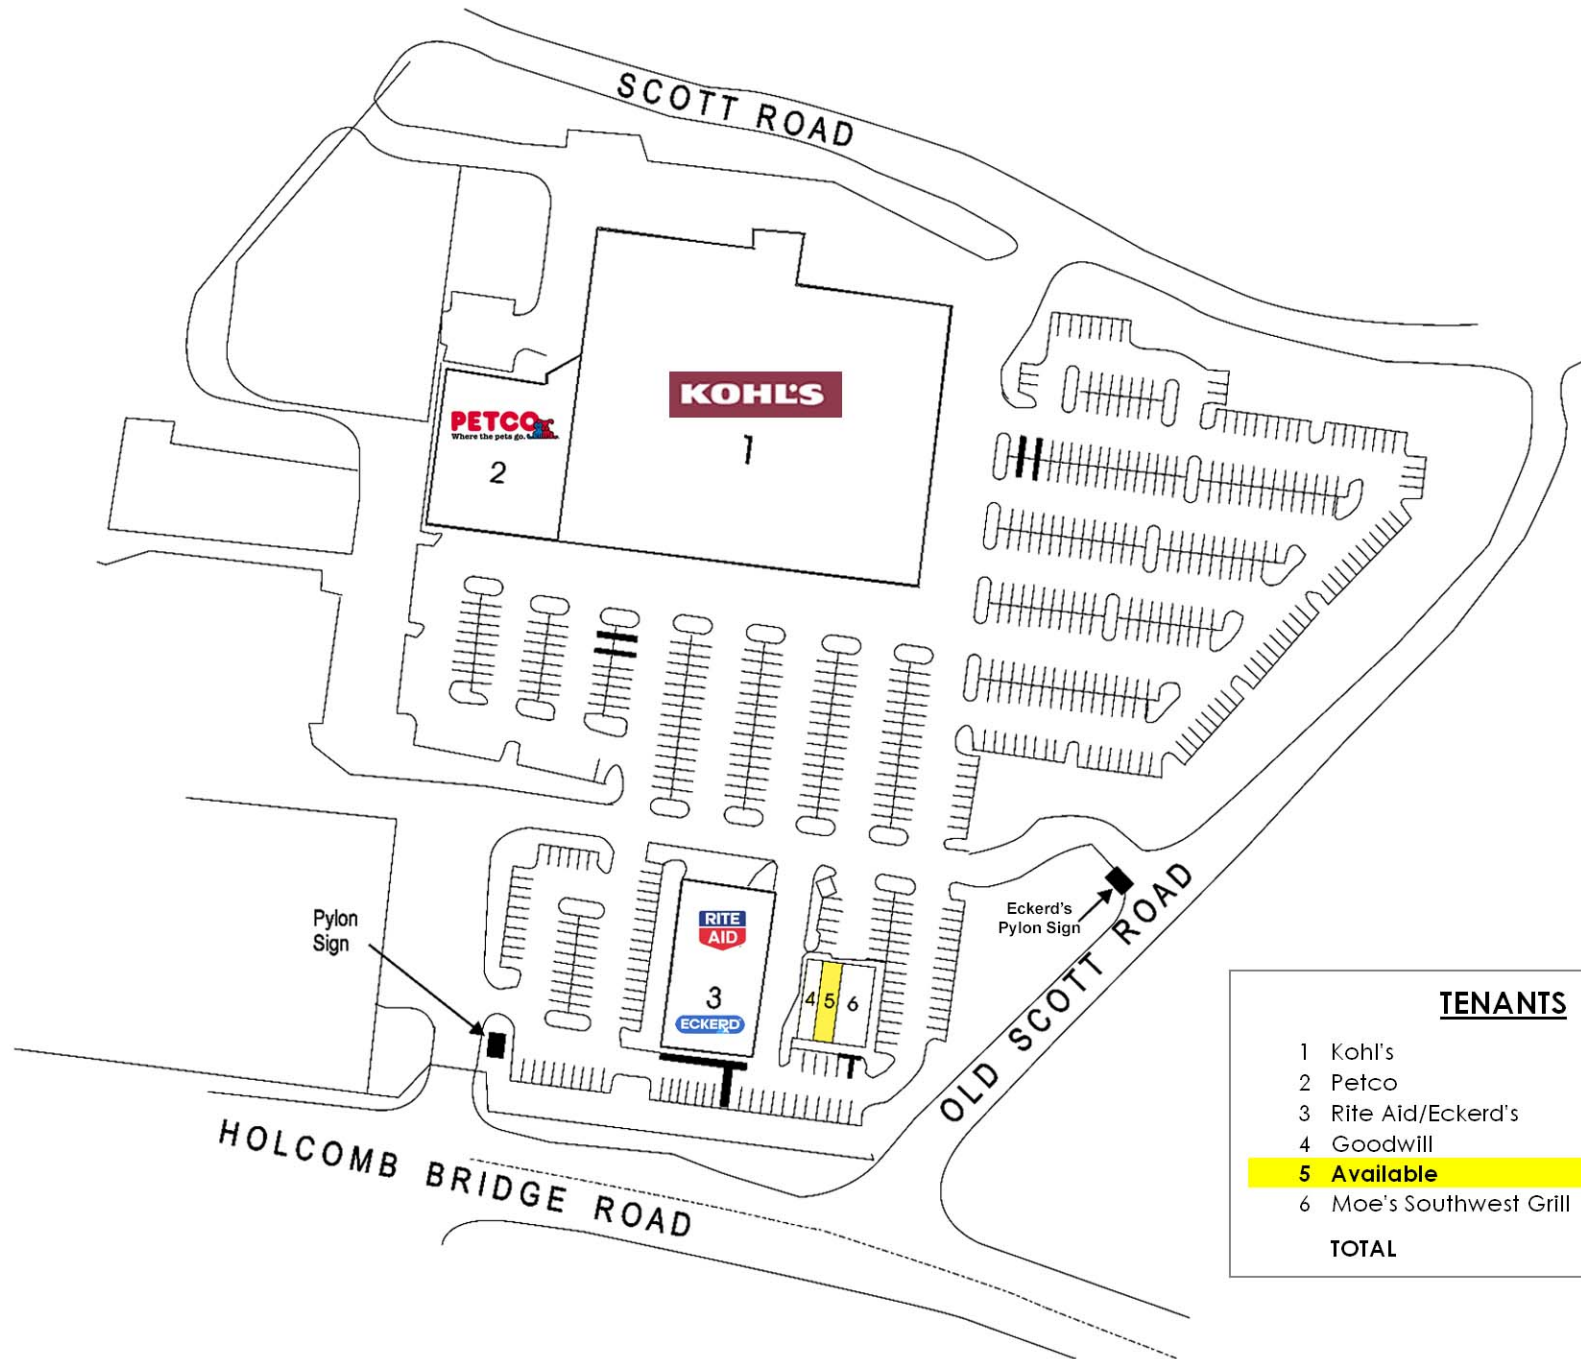 SCOTT ROAD
KOHL'S
1
PETCO
Where the pets go.
2
Pylon
Sign
RITE
AID
3
ECKERD
4 5 6
Eckerd's
Pylon Sign
OLD SCOTT ROAD
HOLCOMB BRIDGE ROAD
TENANTS
1 Kohl's
2 Petco
3 Rite Aid/Eckerd's
4 Goodwill
5 Available
6 Moe's Southwest Grill
TOTAL